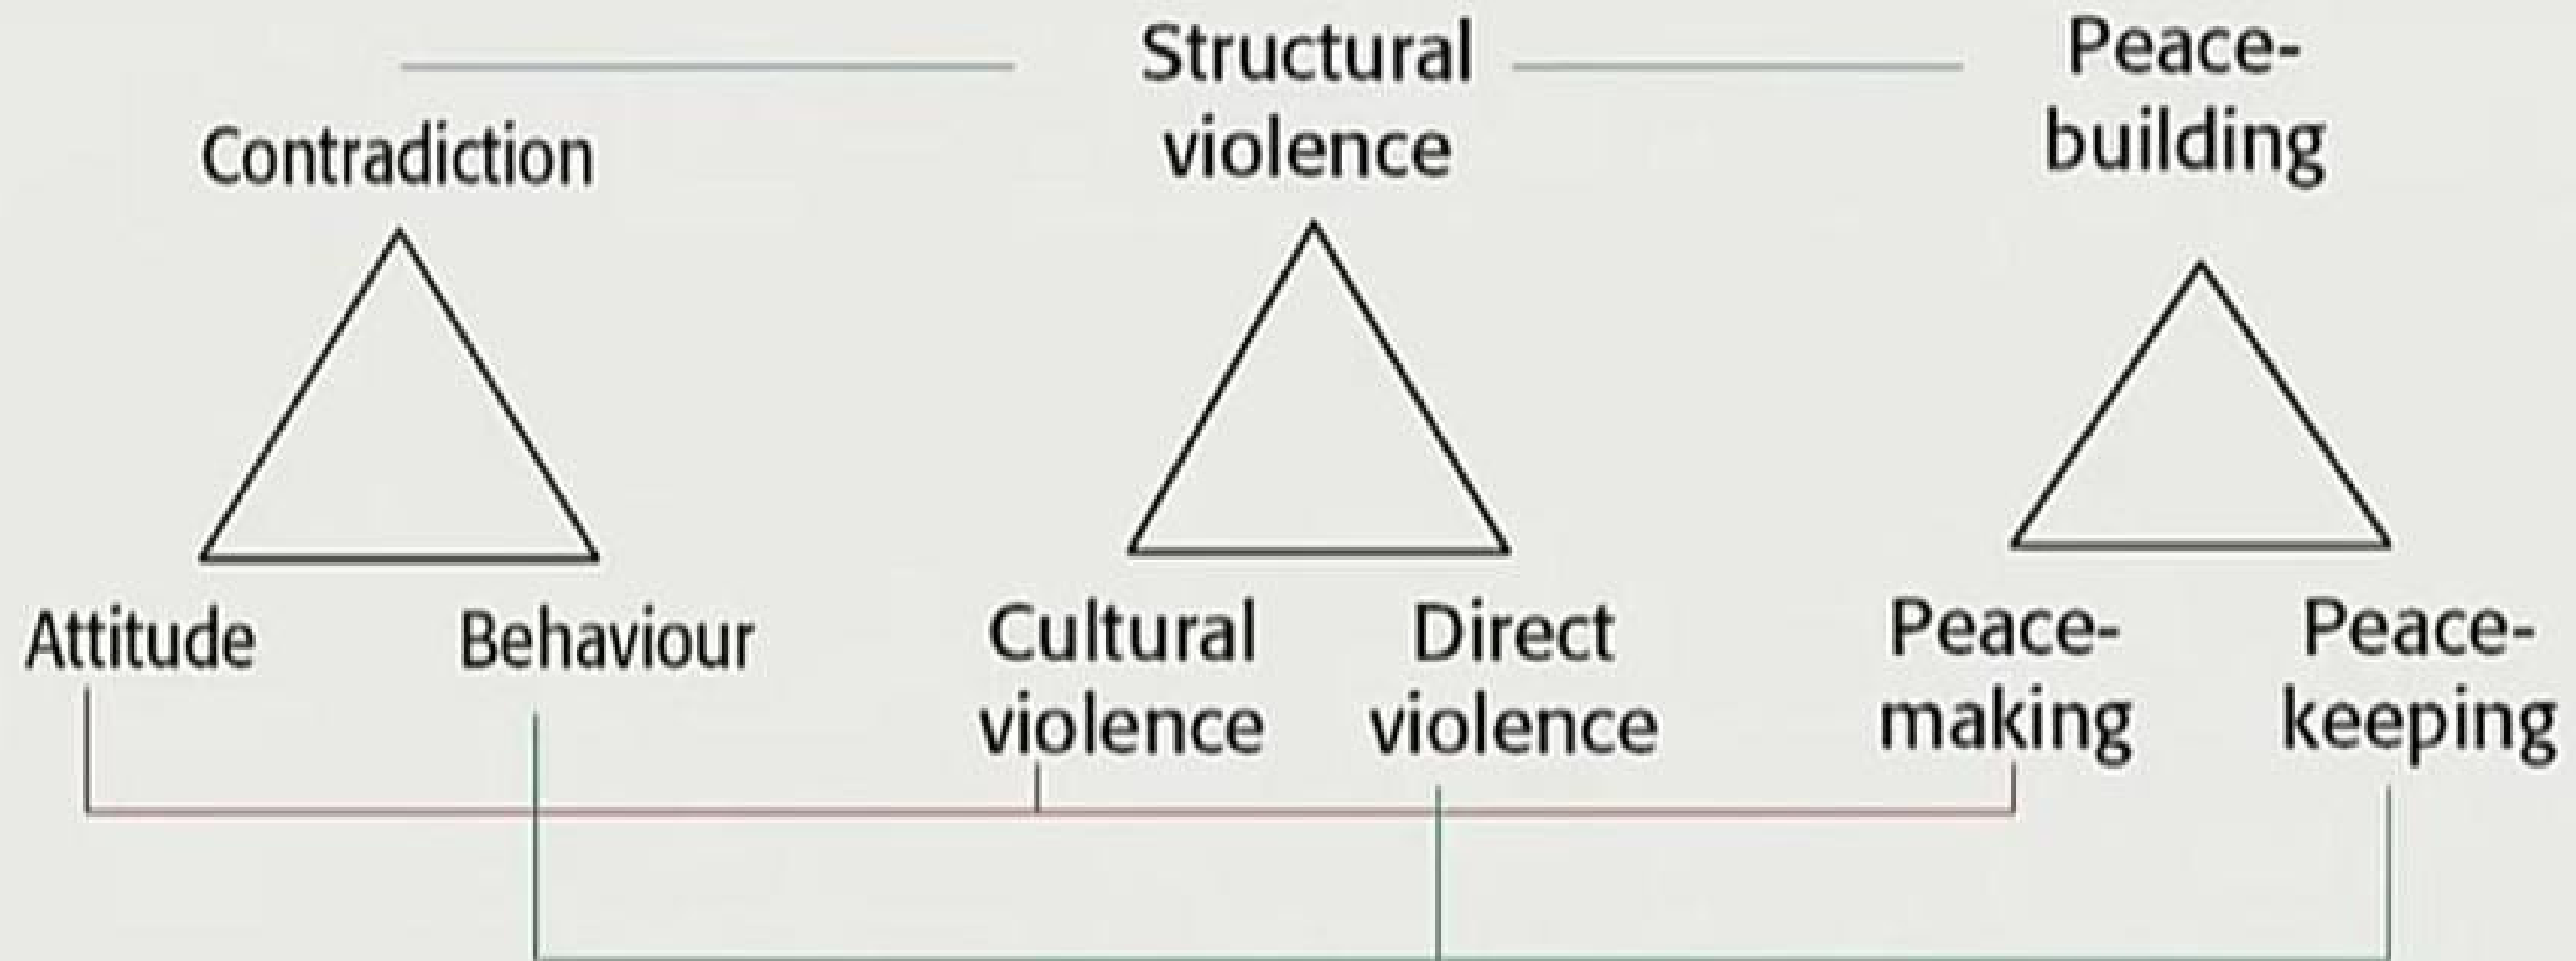 Structural
violence
Peace-
building
Contradiction
Attitude
Behaviour
Cultural
violence
Direct
violence
Peace-
making
Peace-
keeping